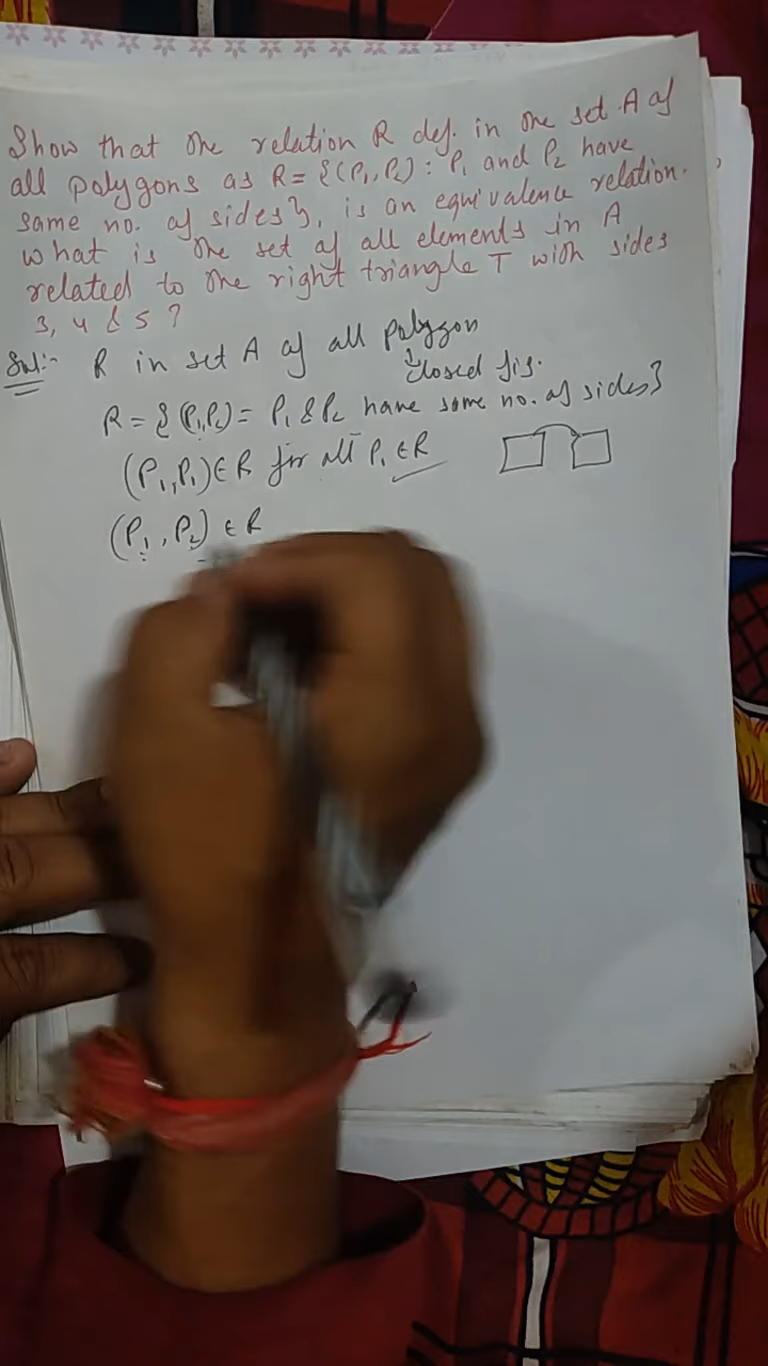 Show that the relation R def. in the set A of
all polygons as R = {(P₁, P₂) : P₁ and P₂ have
same no. of sides}, is an equivalence relation.
what is the set of all elements in A
related to the right triangle T with sides
3, 4 & 5 ?
Sol:- R in set A of all polygon
↓
closed fig.
R = { (P₁,P₂) = P₁ & P₂ have same no. of sides}
(P₁, P₁) ∈ R for all P₁ ∈ R
(P₁, P₂) ∈ R